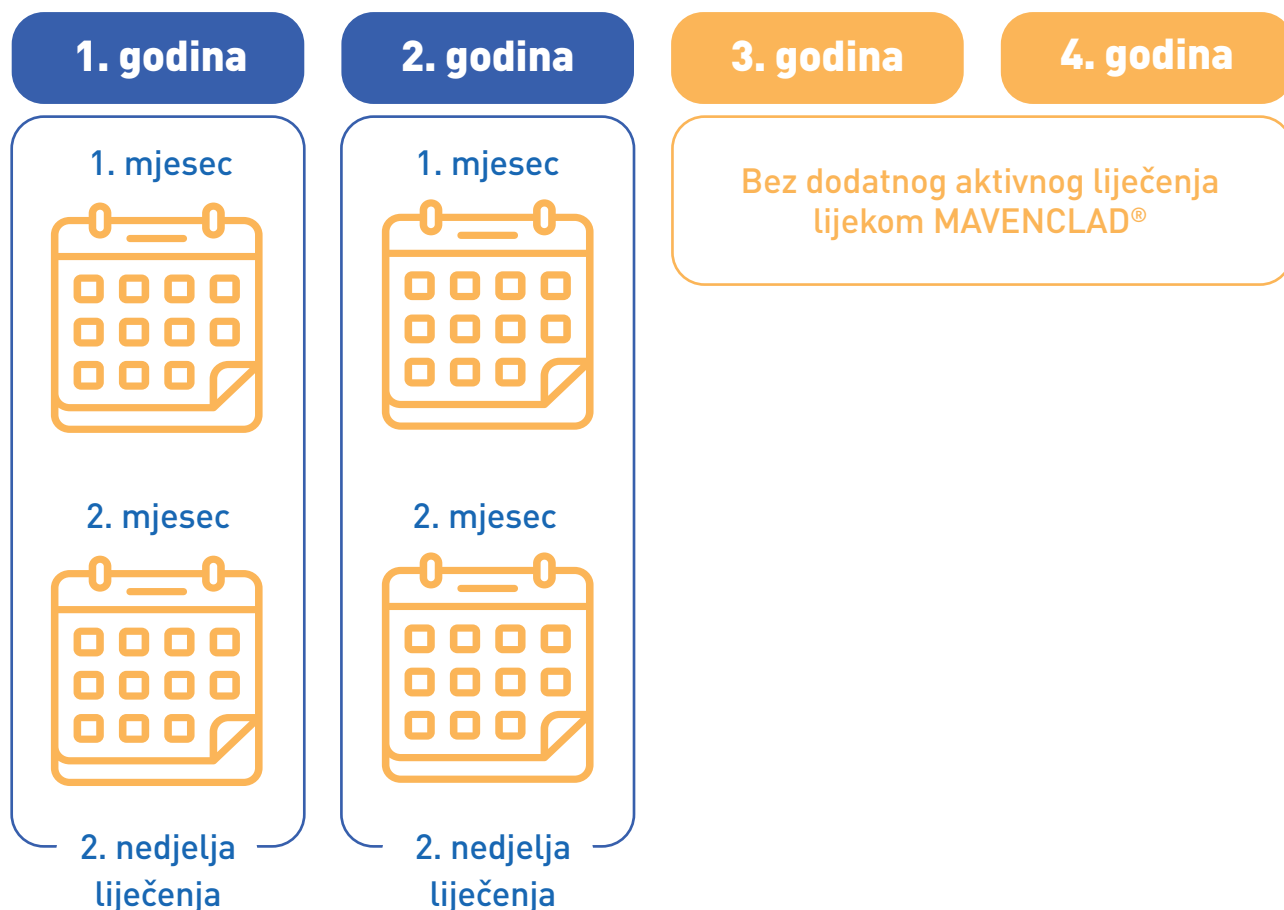 1. godina
1. mjesec
2. mjesec
2. nedjelja
liječenja
2. godina
1. mjesec
2. mjesec
2. nedjelja
liječenja
3. godina
4. godina
Bez dodatnog aktivnog liječenja
lijekom MAVENCLAD®